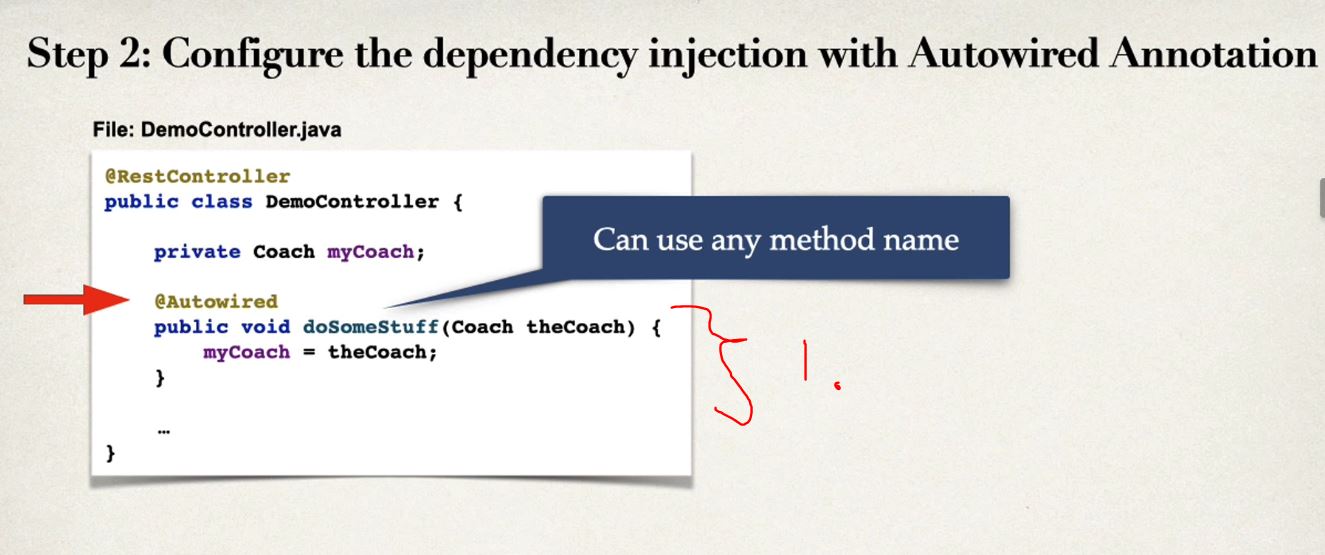 Step 2: Configure the dependency injection with Autowired Annotation
File: DemoController.java
@RestController
public class DemoController {
Can use any method name
private Coach myCoach;
@Autowired
public void doSomeStuff(Coach theCoach) {
myCoach = theCoach;
}
…
}
1.